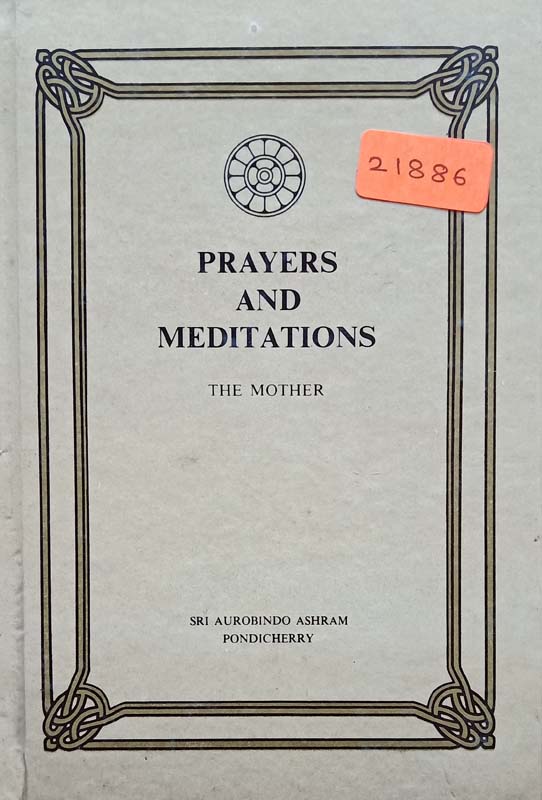 21886
PRAYERS
AND
MEDITATIONS
THE MOTHER
SRI AUROBINDO ASHRAM
PONDICHERRY